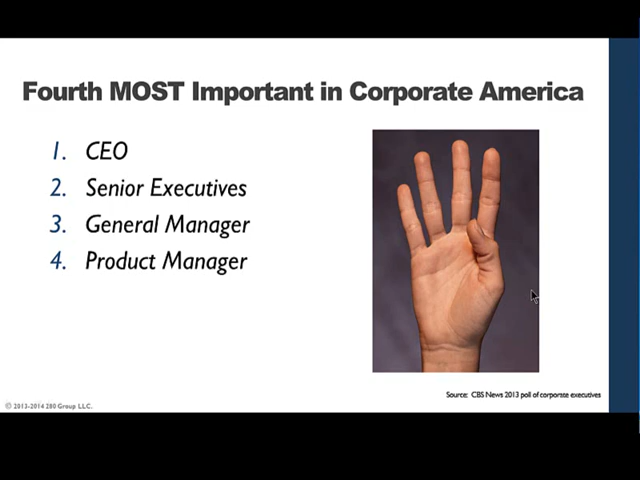 Fourth MOST Important in Corporate America
1. CEO
2. Senior Executives
3. General Manager
4. Product Manager
Source: CBS News 2013 poll of corporate executives
© 2013-2014 280 Group LLC.